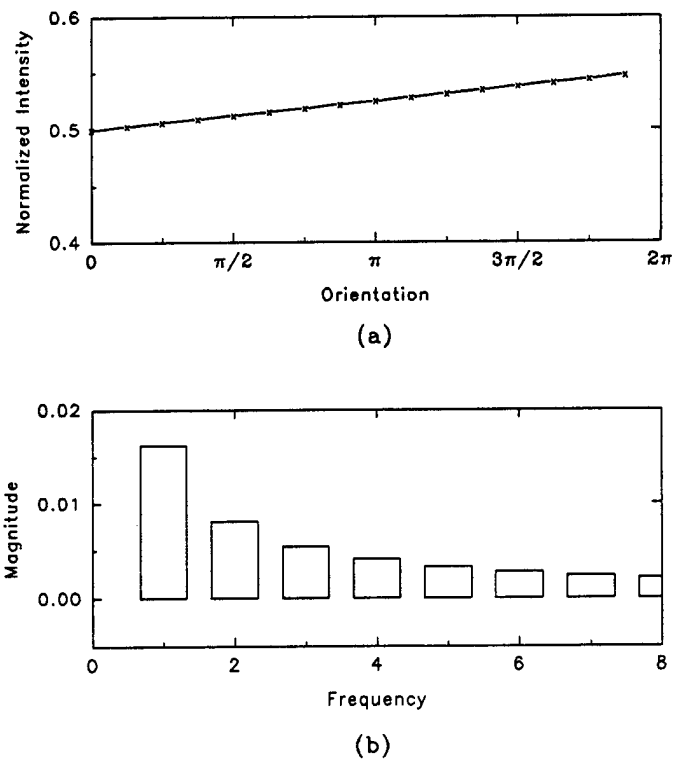 0.6
0.5
0.4
Normalized Intensity
0 π/2 π 3π/2 2π
Orientation
(a)
0.02
0.01
0.00
Magnitude
0 2 4 6 8
Frequency
(b)